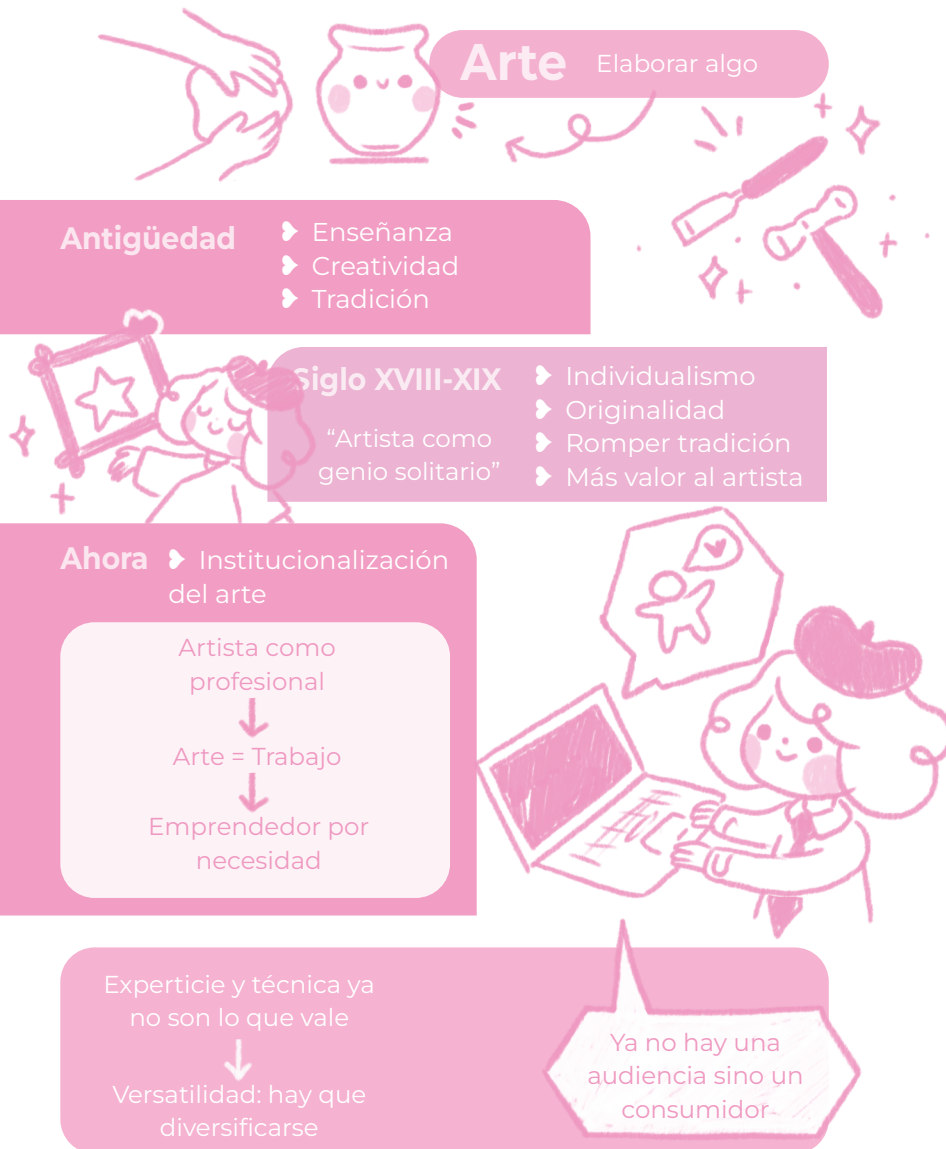 Arte Elaborar algo
Antigüedad
❥ Enseñanza
❥ Creatividad
❥ Tradición
Siglo XVIII-XIX
“Artista como
genio solitario”
❥ Individualismo
❥ Originalidad
❥ Romper tradición
❥ Más valor al artista
Ahora ❥ Institucionalización
del arte
Artista como
profesional
Arte = Trabajo
Emprendedor por
necesidad
Experticie y técnica ya
no son lo que vale
Versatilidad: hay que
diversificarse
Ya no hay una
audiencia sino un
consumidor